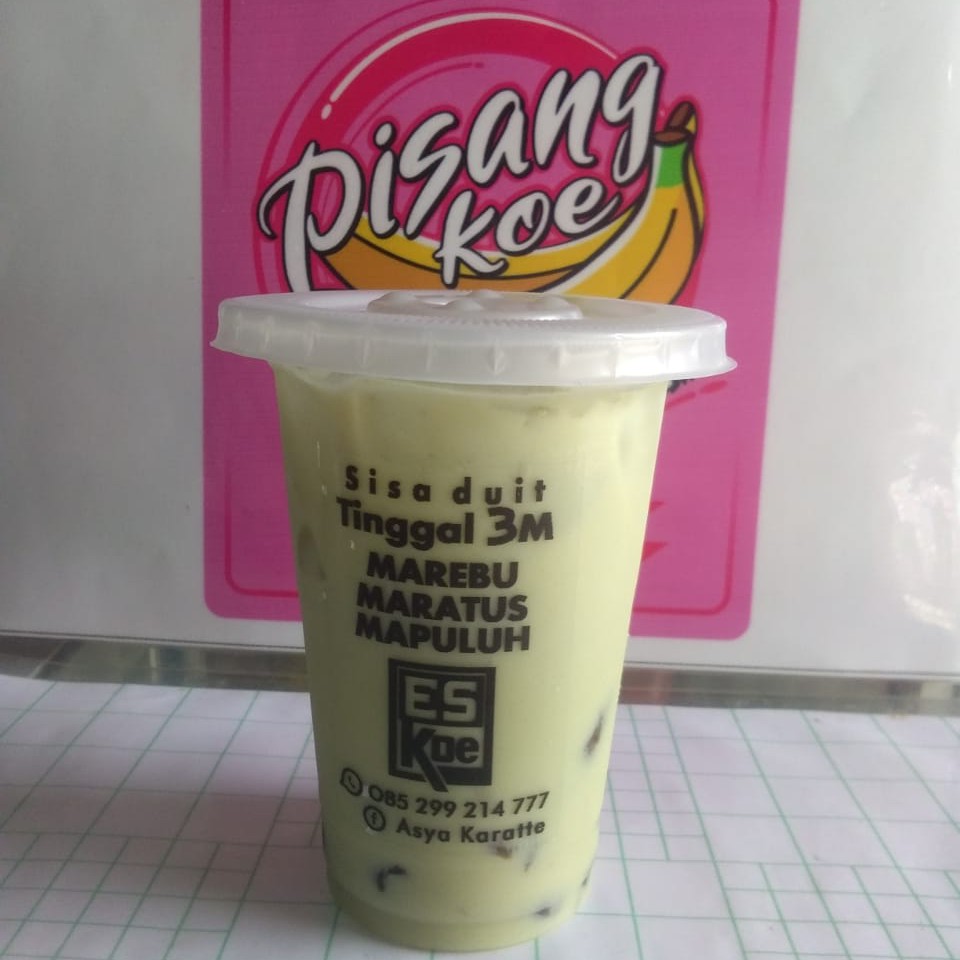 Pisang
koe
Sisa duit
Tinggal 3M
MAREBU
MARATUS
MAPULUH
ES
Koe
085 299 214 777
Asya Karatte